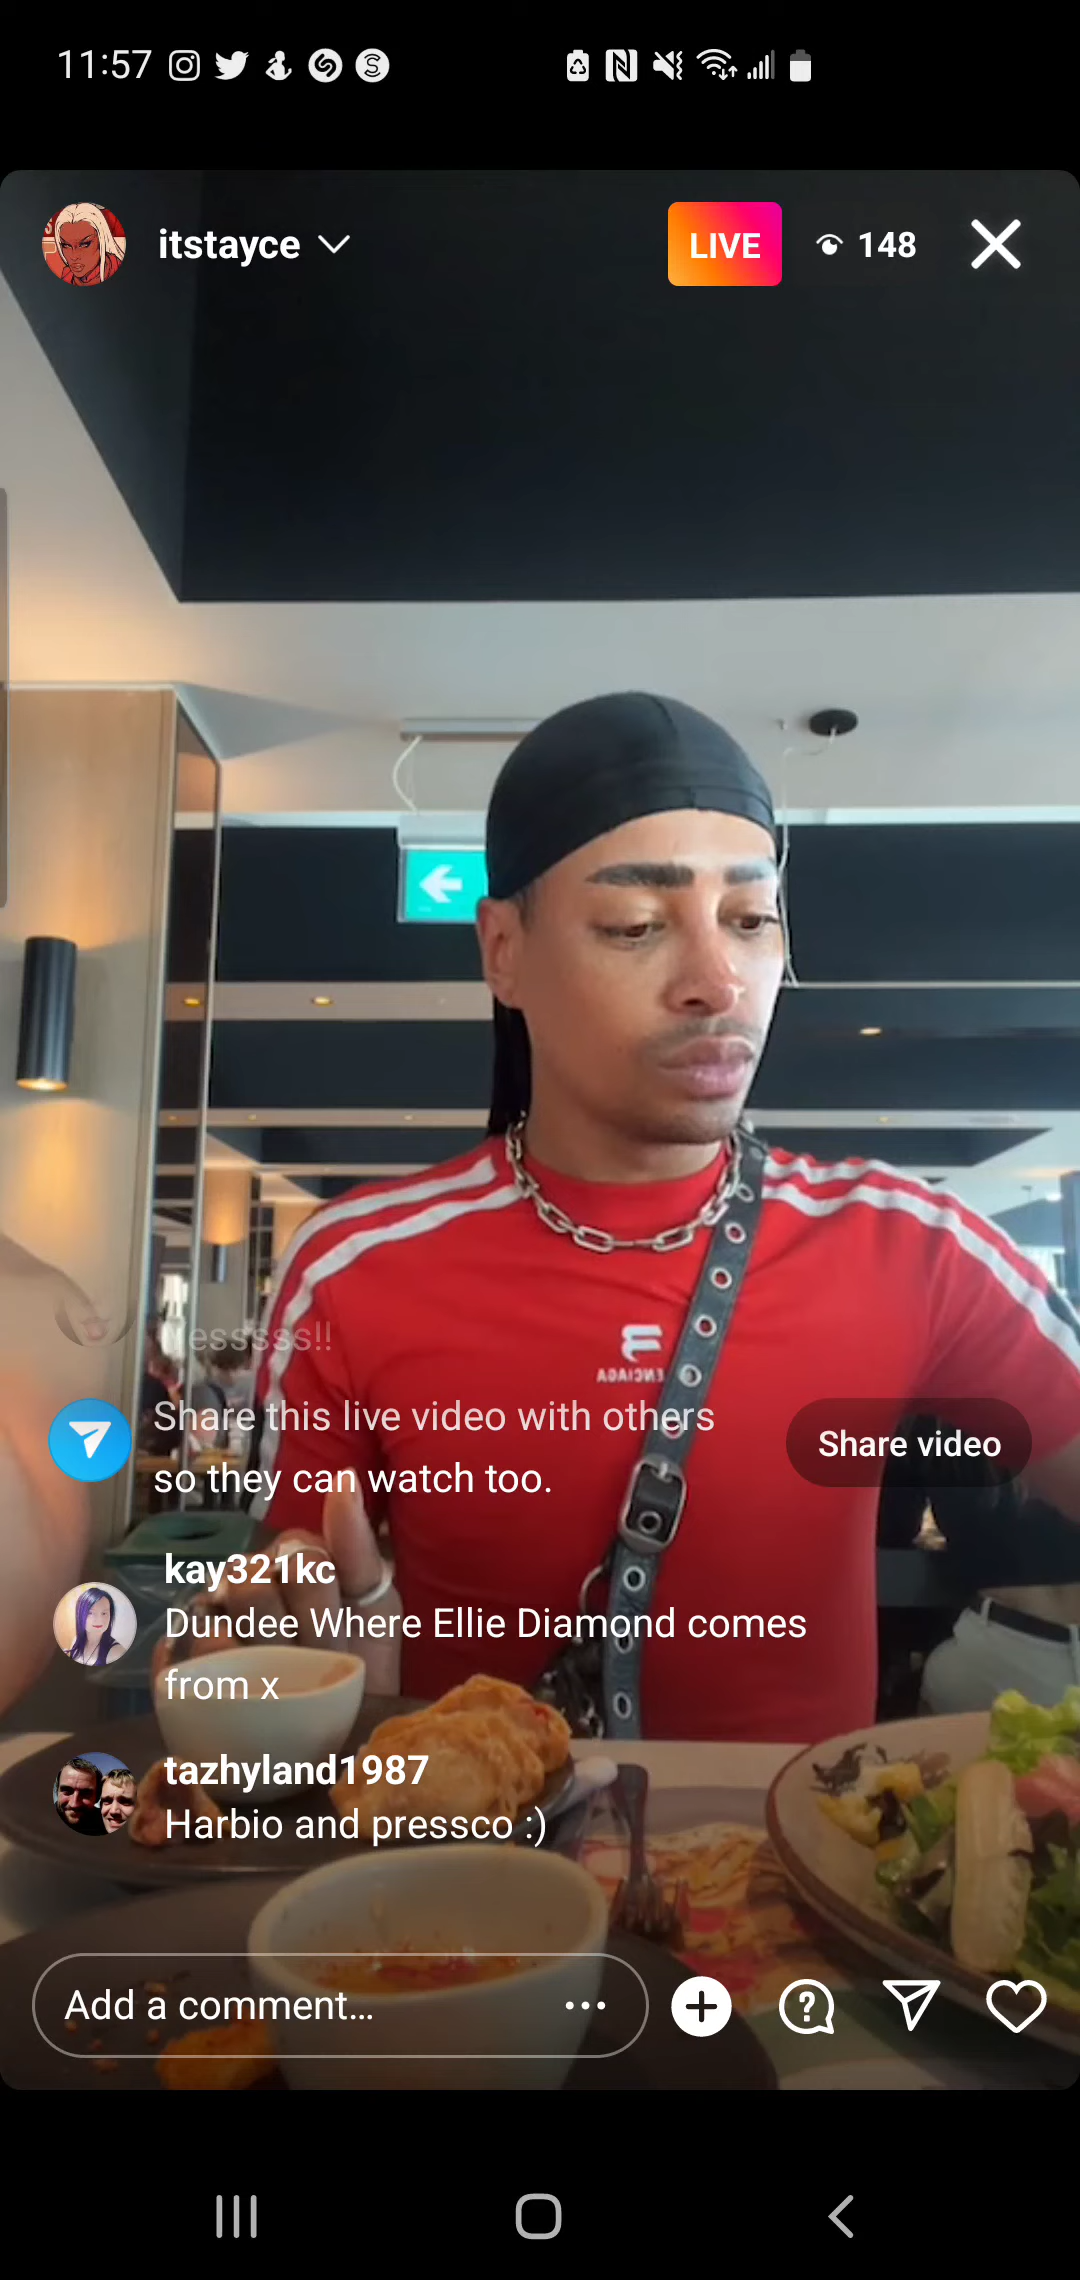 11:57
itstayce
LIVE
148
esssss!!
Share this live video with others
so they can watch too.
Share video
kay321kc
Dundee Where Ellie Diamond comes
from x
tazhyland1987
Harbio and pressco :)
Add a comment...